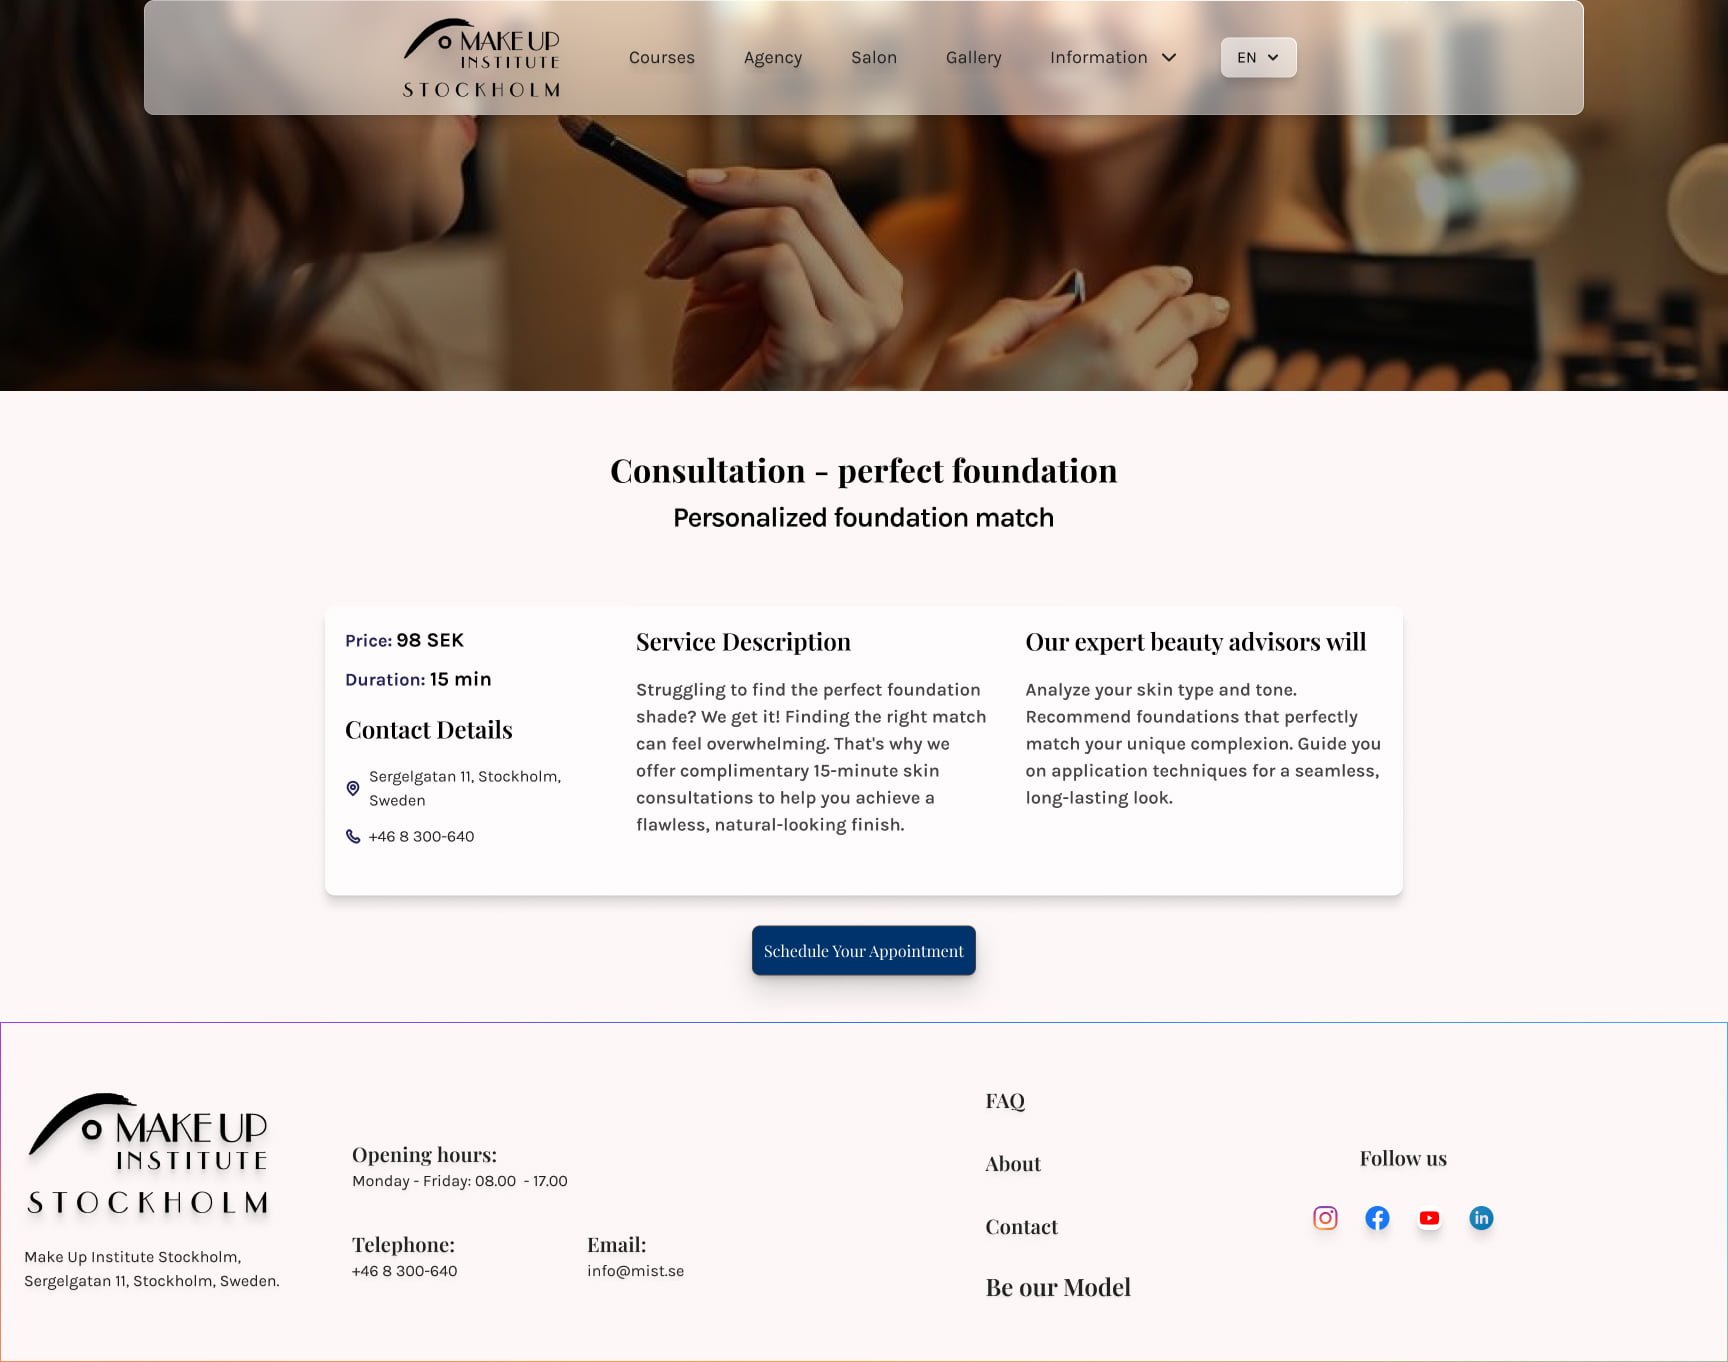 MAKE UP
INSTITUTE
STOCKHOLM
Courses
Agency
Salon
Gallery
Information
EN
Consultation - perfect foundation
Personalized foundation match
Price: 98 SEK
Duration: 15 min
Contact Details
Sergelgatan 11, Stockholm,
Sweden
+46 8 300-640
Service Description
Struggling to find the perfect foundation
shade? We get it! Finding the right match
can feel overwhelming. That's why we
offer complimentary 15-minute skin
consultations to help you achieve a
flawless, natural-looking finish.
Our expert beauty advisors will
Analyze your skin type and tone.
Recommend foundations that perfectly
match your unique complexion. Guide you
on application techniques for a seamless,
long-lasting look.
Schedule Your Appointment
MAKE UP
INSTITUTE
STOCKHOLM
Make Up Institute Stockholm,
Sergelgatan 11, Stockholm, Sweden.
Opening hours:
Monday - Friday: 08.00  - 17.00
Telephone:
+46 8 300-640
Email:
info@mist.se
FAQ
About
Contact
Be our Model
Follow us
in